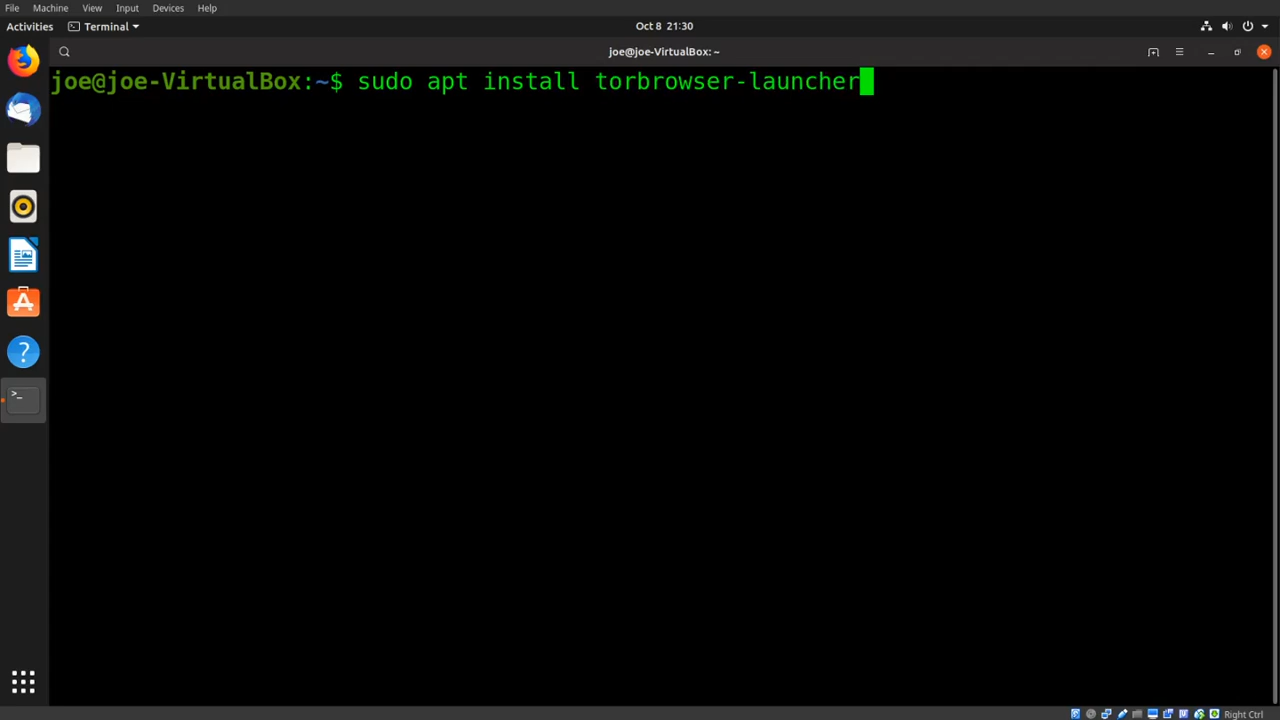 File Machine View Input Devices Help
Activities Terminal Oct 8 21:30
joe@joe-VirtualBox: ~
joe@joe-VirtualBox:~$ sudo apt install torbrowser-launcher
Right Ctrl